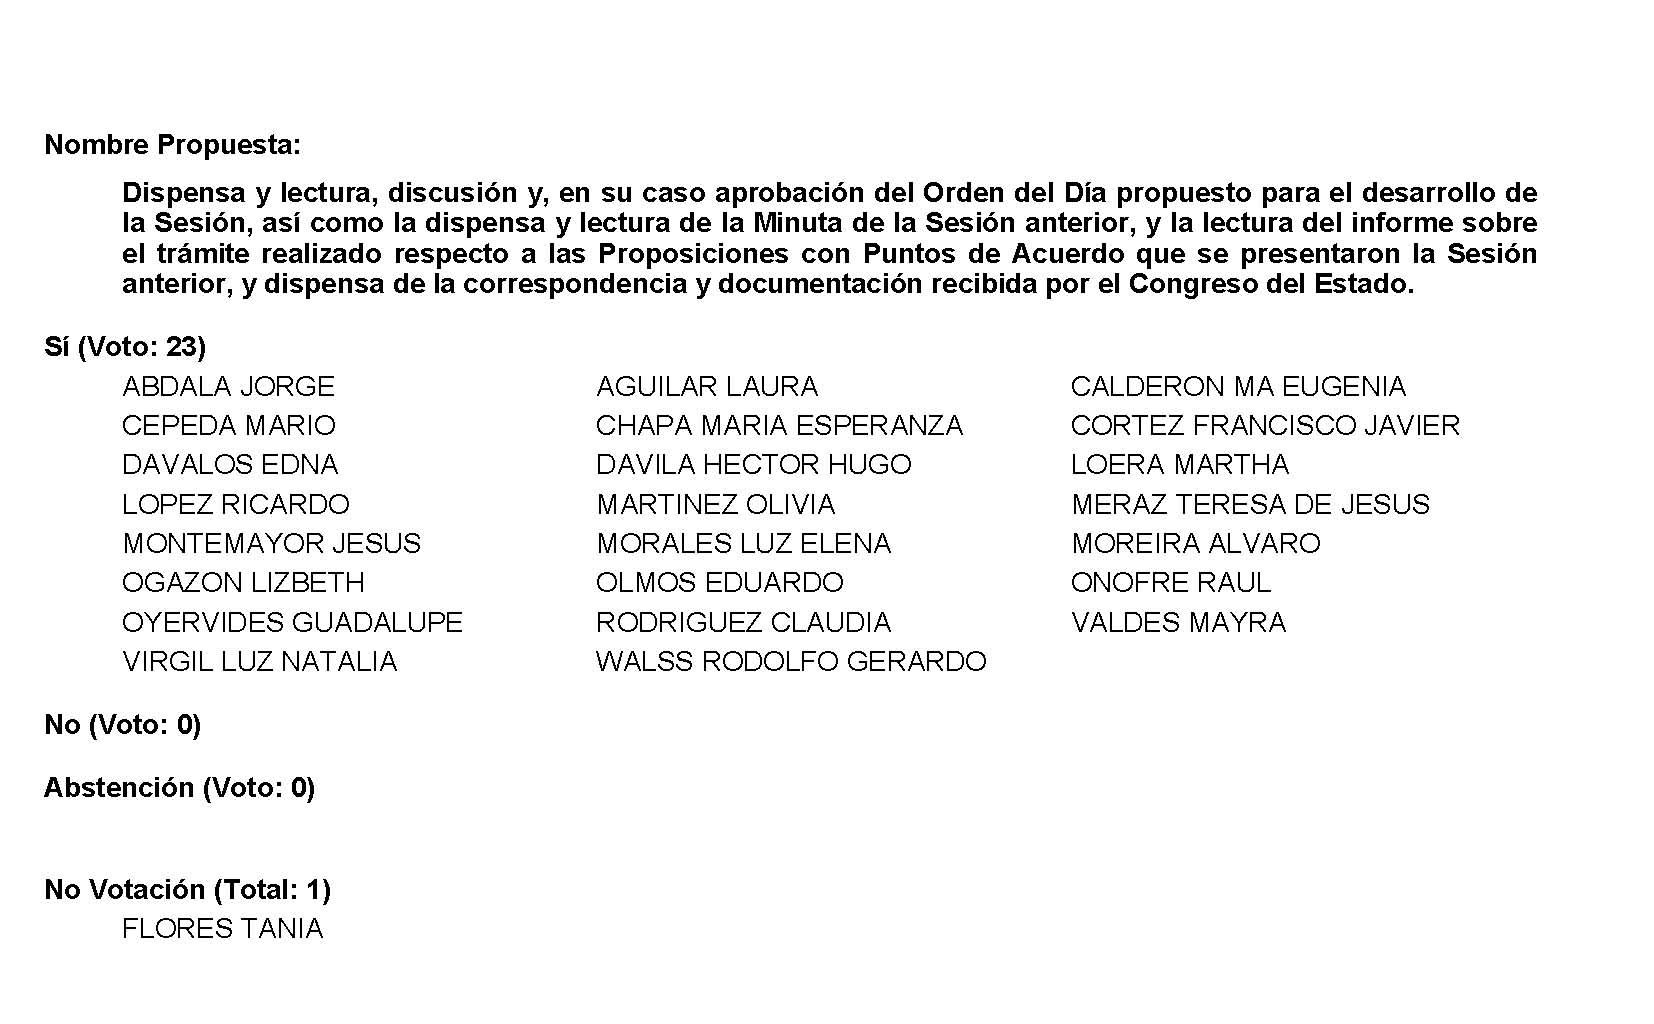 Nombre Propuesta:
Dispensa y lectura, discusión y, en su caso aprobación del Orden del Día propuesto para el desarrollo de
la Sesión, así como la dispensa y lectura de la Minuta de la Sesión anterior, y la lectura del informe sobre
el trámite realizado respecto a las Proposiciones con Puntos de Acuerdo que se presentaron la Sesión
anterior, y dispensa de la correspondencia y documentación recibida por el Congreso del Estado.
Sí (Voto: 23)
ABDALA JORGE AGUILAR LAURA CALDERON MA EUGENIA
CEPEDA MARIO CHAPA MARIA ESPERANZA CORTEZ FRANCISCO JAVIER
DAVALOS EDNA DAVILA HECTOR HUGO LOERA MARTHA
LOPEZ RICARDO MARTINEZ OLIVIA MERAZ TERESA DE JESUS
MONTEMAYOR JESUS MORALES LUZ ELENA MOREIRA ALVARO
OGAZON LIZBETH OLMOS EDUARDO ONOFRE RAUL
OYERVIDES GUADALUPE RODRIGUEZ CLAUDIA VALDES MAYRA
VIRGIL LUZ NATALIA WALSS RODOLFO GERARDO
No (Voto: 0)
Abstención (Voto: 0)
No Votación (Total: 1)
FLORES TANIA